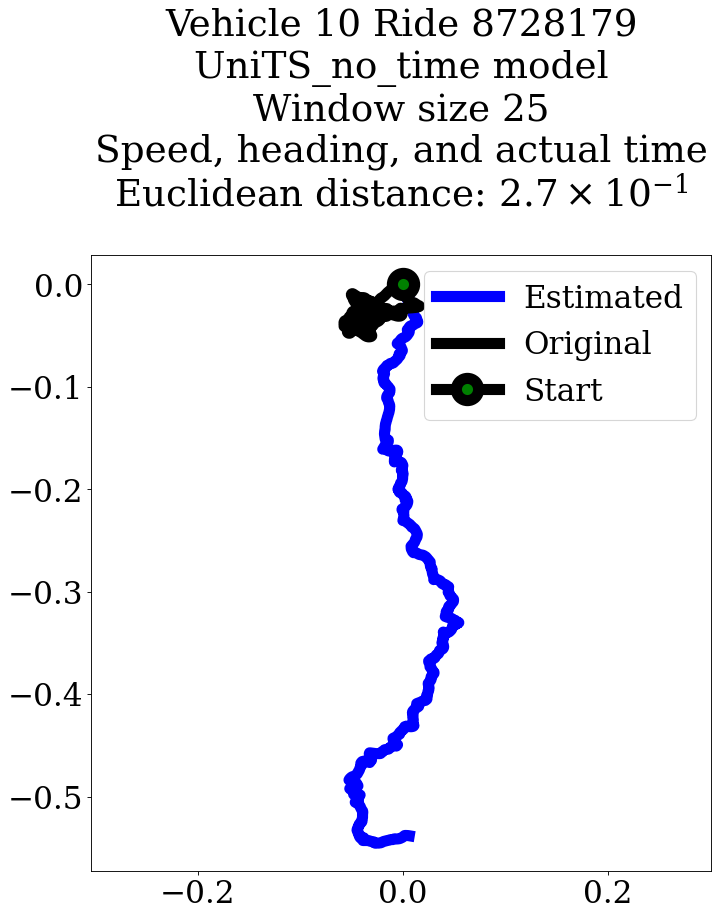 Vehicle 10 Ride 8728179
UniTS_no_time model
Window size 25
Speed, heading, and actual time
Euclidean distance: 2.7 × 10⁻¹
Estimated
Original
Start
0.0
−0.1
−0.2
−0.3
−0.4
−0.5
−0.2 0.0 0.2